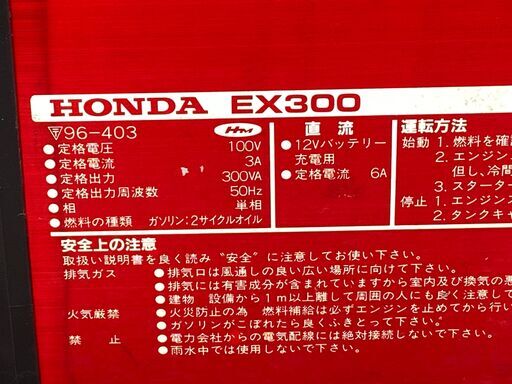 HONDA EX300
▽〒96-403 HM
●定格電圧 100V
●定格電流 3A
●定格出力 300VA
●定格出力周波数 50Hz
●相 単相
●燃料の種類 ガソリン:2サイクルオイル
直流
●12Vバッテリー
充電用
●定格電流 6A
運転方法
始動 1. 燃料を確認
2. エンジン
但し、冷間
3. スターター
停止 1. エンジンス
2. タンクキャ
安全上の注意
取扱い説明書を良く読み“安全”に注意してお使い下さい。
排気ガス ●排気口は風通しの良い広い場所に向けて下さい。
●排気には有害成分が含まれていますから室内及び換気の悪
●建物 設備から1m以上離して周囲の人にも良く注意して
火気厳禁 ●火災防止の為 燃料補給は必ずエンジンを止めてから行い
●ガソリンがこぼれたら良くふきとって下さい。
禁止 ●電力会社からの電気配線には絶対接続しないで下さい。
●雨水中では使用しないで下さい。